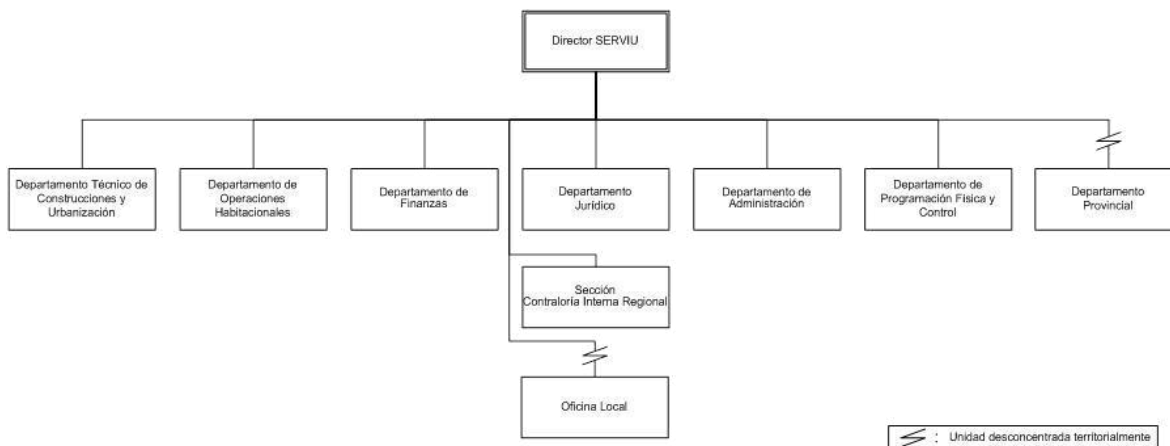 Director SERVIU
Departamento Técnico de
Construcciones y
Urbanización
Departamento de
Operaciones
Habitacionales
Departamento de
Finanzas
Departamento
Jurídico
Departamento de
Administración
Departamento de
Programación Física y
Control
Departamento
Provincial
Sección
Contraloría Interna Regional
Oficina Local
: Unidad desconcentrada territorialmente